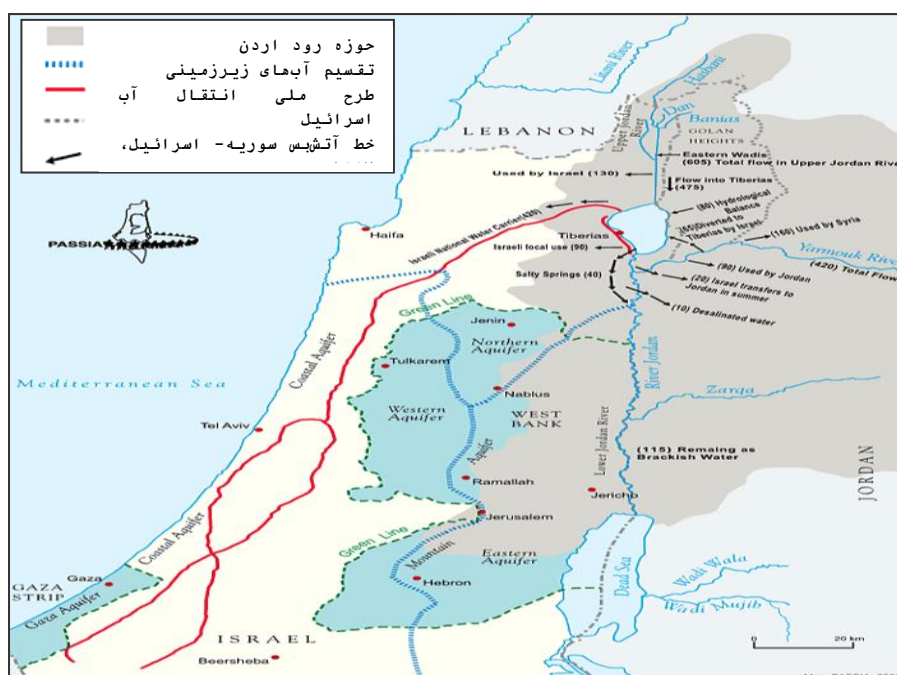 حوزه رود اردن
تقسیم آب‌های زیرزمینی
طرح ملی انتقال آب
اسرائیل
خط آتش‌بس سوریه- اسرائیل،
Litani River
Hasbani
Dan
Banias
Upper Jordan River
LEBANON
GOLAN
HEIGHTS
Eastern Wadis
(605) Total flow in Upper Jordan River
Used by Israel (130)
Flow into Tiberias
(475)
(80) Hydrological
Balance
(65)Diverted to
Tiberias by Israel
(160) Used by Syria
Yarmouk River
(420) Total Flow
PASSIA
Haifa
Israeli National Water Carrier(420)
Tiberias
Israeli local use (90)
Salty Springs (40)
(90) Used by Jordan
(20) Israel transfers to
Jordan in summer
(10) Desalinated water
Green Line
Jenin
Northern
Aquifer
Coastal Aquifer
Tulkarem
River Jordan
Mediterranean Sea
Nablus
Zarqa
Western
Aquifer
WEST
BANK
Tel Aviv
Aquifer
Lower Jordan River
(115) Remaing as
Brackish Water
Ramallah
Jericho
JORDAN
Jerusalem
Coastal Aquifer
Green Line
Eastern
Aquifer
Mountain
Dead Sea
Wadi Wala
Wadi Mujib
Hebron
GAZA
STRIP
Gaza
Gaza Aquifer
ISRAEL
Beersheba
0
20 km